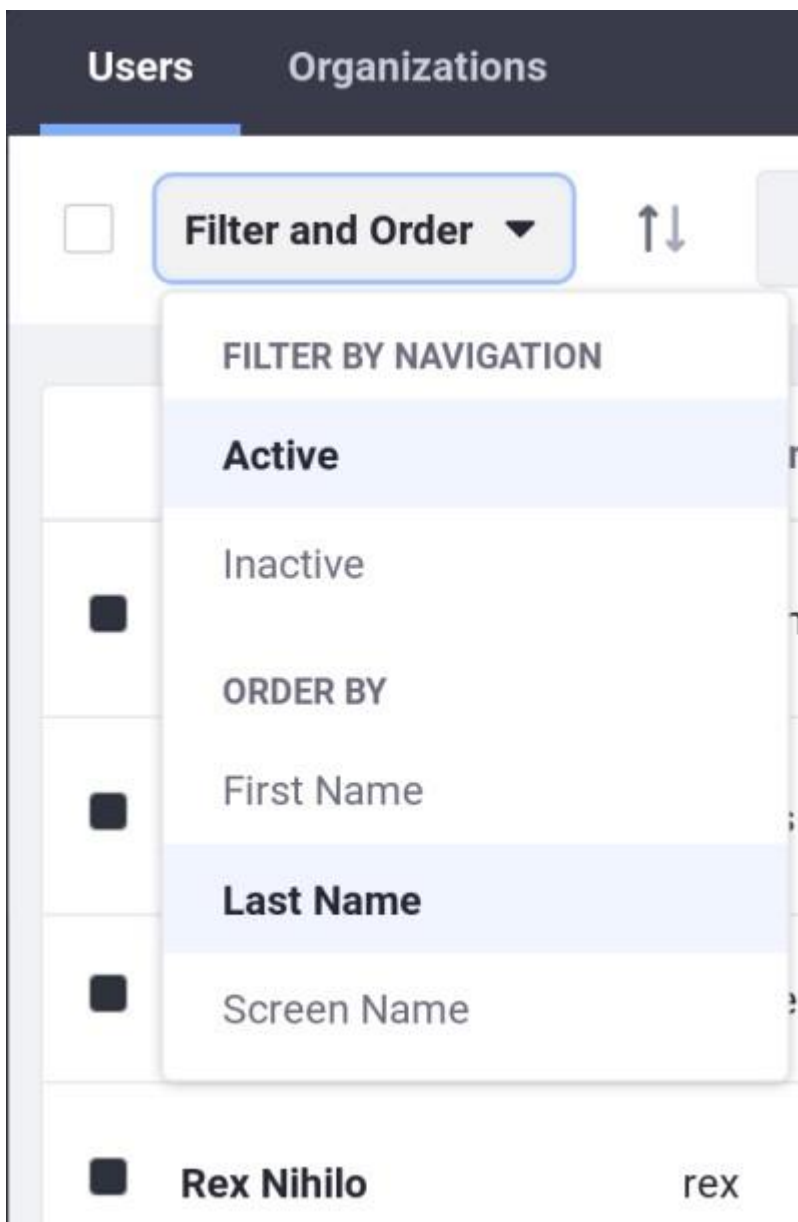 Users Organizations
Filter and Order
FILTER BY NAVIGATION
Active
Inactive
ORDER BY
First Name
Last Name
Screen Name
Rex Nihilo rex